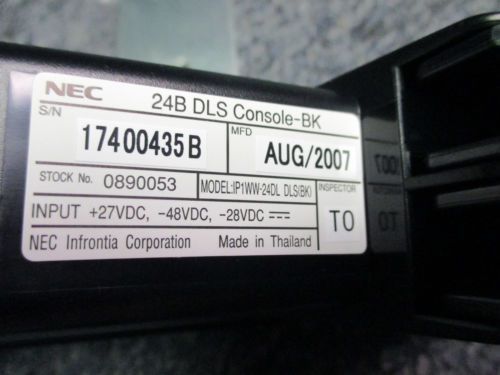 NEC 24B DLS Console-BK
S/N 17400435B MFD AUG/2007
STOCK No. 0890053 MODEL:IP1WW-24DL DLS(BK) INSPECTOR TO
INPUT +27VDC, -48VDC, -28VDC ⎓
NEC Infrontia Corporation Made in Thailand